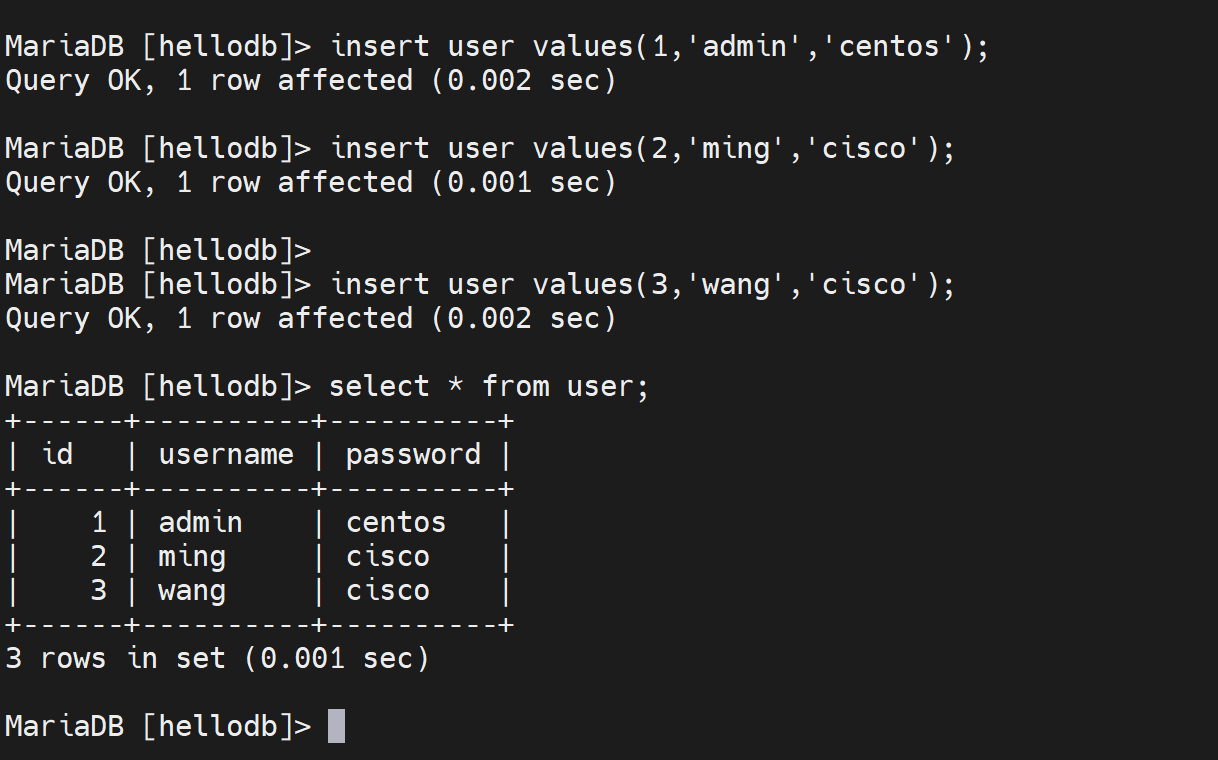 MariaDB [hellodb]> insert user values(1,'admin','centos');
Query OK, 1 row affected (0.002 sec)
MariaDB [hellodb]> insert user values(2,'ming','cisco');
Query OK, 1 row affected (0.001 sec)
MariaDB [hellodb]>
MariaDB [hellodb]> insert user values(3,'wang','cisco');
Query OK, 1 row affected (0.002 sec)
MariaDB [hellodb]> select * from user;
+------+----------+----------+
| id   | username | password |
+------+----------+----------+
|    1 | admin    | centos   |
|    2 | ming     | cisco    |
|    3 | wang     | cisco    |
+------+----------+----------+
3 rows in set (0.001 sec)
MariaDB [hellodb]>